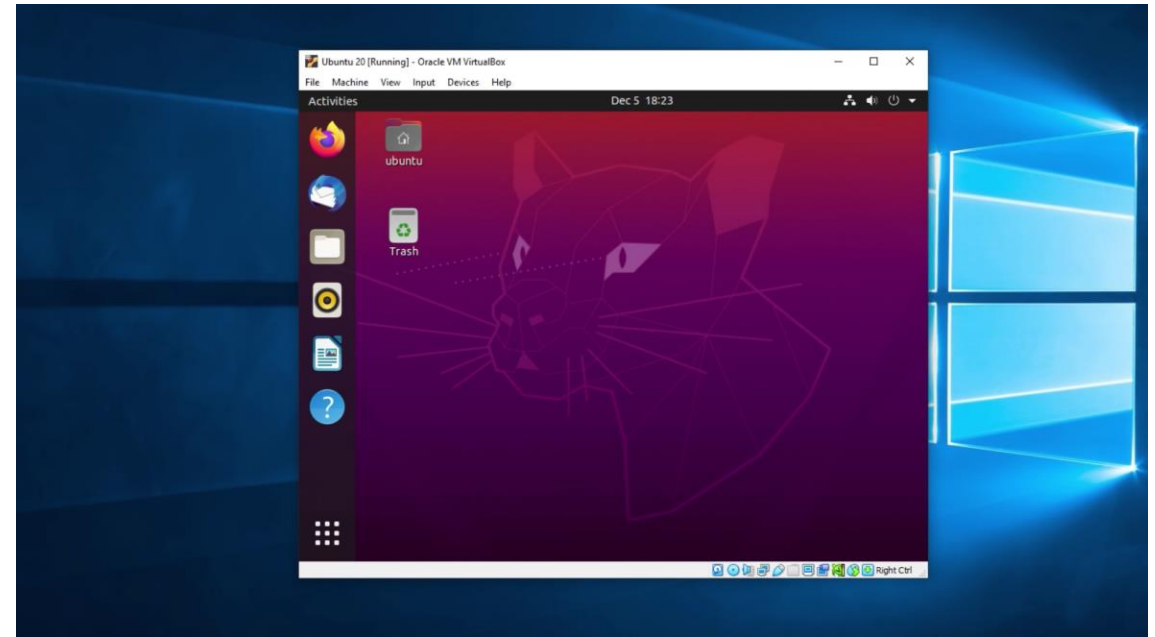 Ubuntu 20 [Running] - Oracle VM VirtualBox
File Machine View Input Devices Help
Activities Dec 5 18:23
ubuntu
Trash
?
Right Ctrl